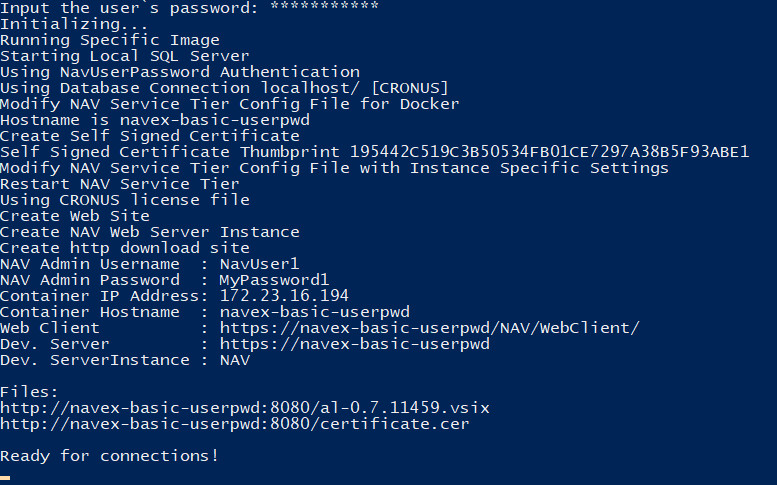 Input the user`s password: ***********
Initializing...
Running Specific Image
Starting Local SQL Server
Using NavUserPassword Authentication
Using Database Connection localhost/ [CRONUS]
Modify NAV Service Tier Config File for Docker
Hostname is navex-basic-userpwd
Create Self Signed Certificate
Self Signed Certificate Thumbprint 195442C519C3B50534FB01CE7297A38B5F93ABE1
Modify NAV Service Tier Config File with Instance Specific Settings
Restart NAV Service Tier
Using CRONUS license file
Create Web Site
Create NAV Web Server Instance
Create http download site
NAV Admin Username  : NavUser1
NAV Admin Password  : MyPassword1
Container IP Address: 172.23.16.194
Container Hostname  : navex-basic-userpwd
Web Client          : https://navex-basic-userpwd/NAV/WebClient/
Dev. Server         : https://navex-basic-userpwd
Dev. ServerInstance : NAV
Files:
http://navex-basic-userpwd:8080/al-0.7.11459.vsix
http://navex-basic-userpwd:8080/certificate.cer
Ready for connections!